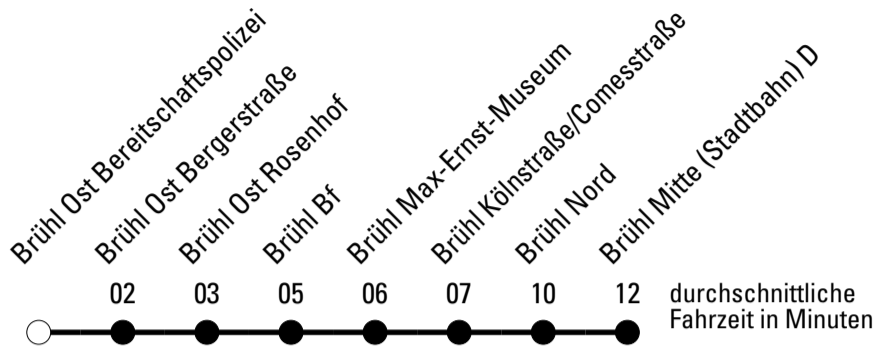 Brühl Ost Bereitschaftspolizei
Brühl Ost Bergerstraße
Brühl Ost Rosenhof
Brühl Bf
Brühl Max-Ernst-Museum
Brühl Kölnstraße/Comesstraße
Brühl Nord
Brühl Mitte (Stadtbahn) D
02 03 05 06 07 10 12 durchschnittliche
Fahrzeit in Minuten